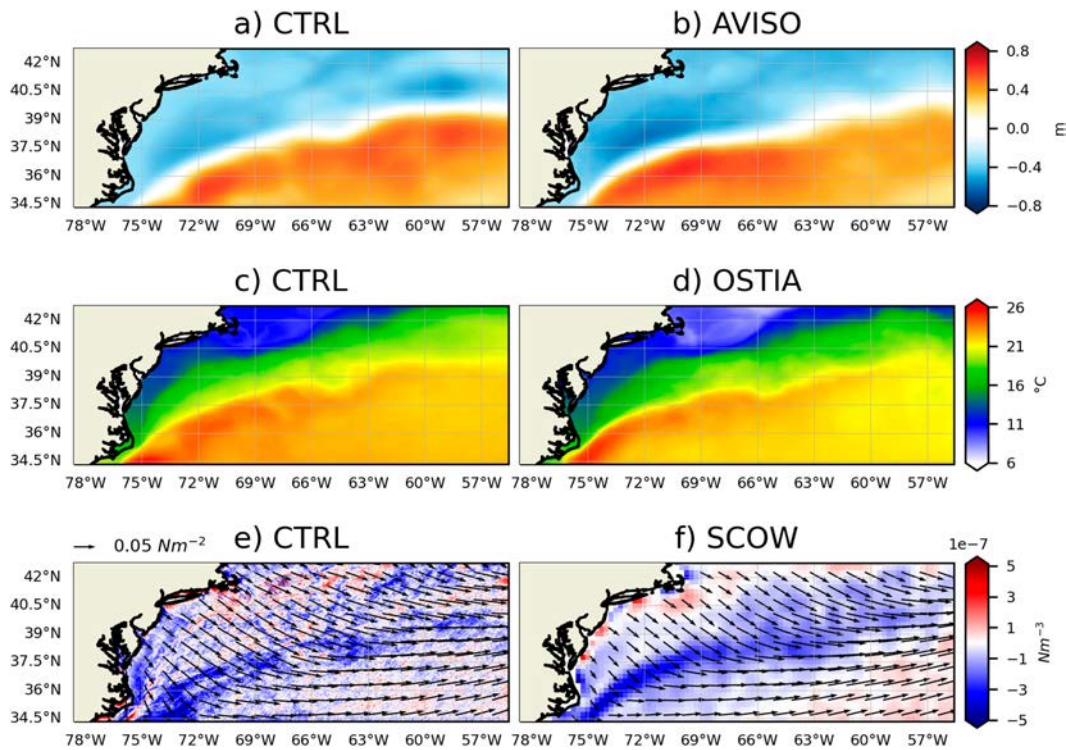 a) CTRL
b) AVISO
42°N
40.5°N
39°N
37.5°N
36°N
34.5°N
78°W 75°W 72°W 69°W 66°W 63°W 60°W 57°W
78°W 75°W 72°W 69°W 66°W 63°W 60°W 57°W
0.8
0.4
0.0
−0.4
−0.8
m
c) CTRL
d) OSTIA
42°N
40.5°N
39°N
37.5°N
36°N
34.5°N
78°W 75°W 72°W 69°W 66°W 63°W 60°W 57°W
78°W 75°W 72°W 69°W 66°W 63°W 60°W 57°W
26
21
16
11
6
°C
0.05 Nm⁻²
e) CTRL
f) SCOW
1e−7
42°N
40.5°N
39°N
37.5°N
36°N
34.5°N
78°W 75°W 72°W 69°W 66°W 63°W 60°W 57°W
78°W 75°W 72°W 69°W 66°W 63°W 60°W 57°W
5
3
1
−1
−3
−5
Nm⁻³